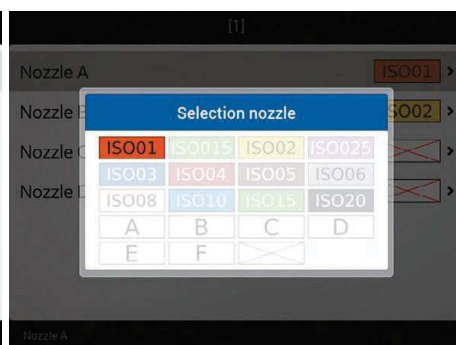 [1]
Nozzle A ISO01 >
Selection nozzle
Nozzle B ISO02 >
ISO01 ISO015 ISO02 ISO025
Nozzle C >
ISO03 ISO04 ISO05 ISO06
Nozzle D >
ISO08 ISO10 ISO15 ISO20
A B C D
E F
Nozzle A